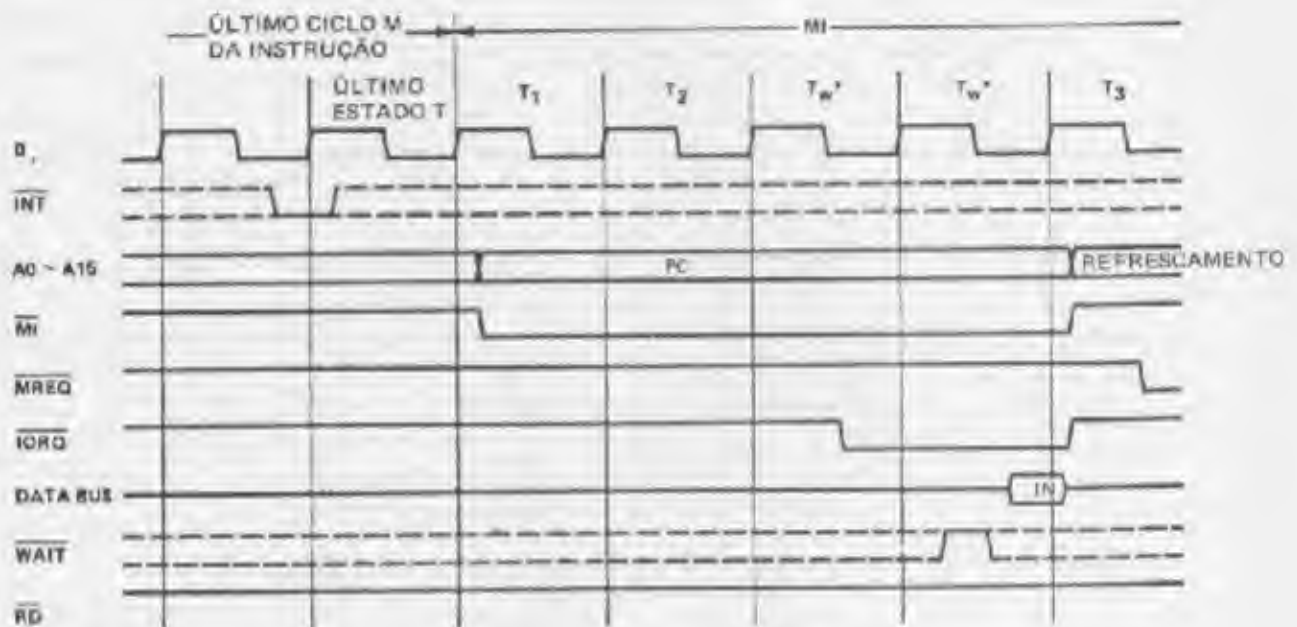 ÚLTIMO CICLO M
DA INSTRUÇÃO
M1
ÚLTIMO
ESTADO T
T1
T2
Tw*
Tw*
T3
INT
A0 ~ A15
PC
REFRESCAMENTO
M1
MREQ
IORQ
DATA BUS
IN
WAIT
RD